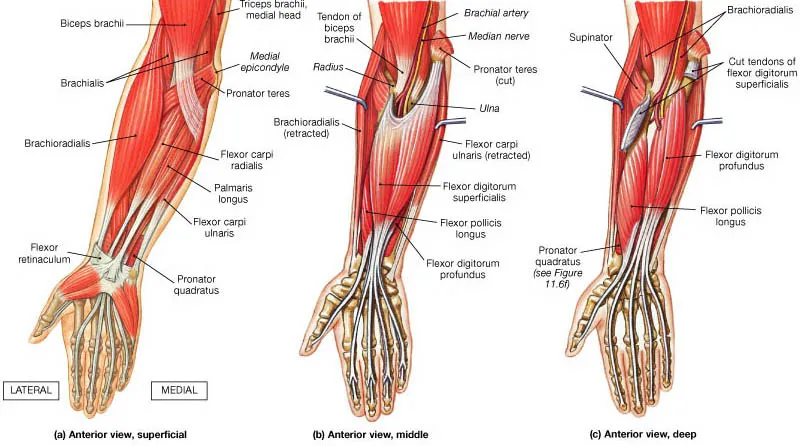 Triceps brachii,
medial head
Biceps brachii
Medial
epicondyle
Brachialis
Pronator teres
Brachioradialis
Flexor carpi
radialis
Palmaris
longus
Flexor carpi
ulnaris
Flexor
retinaculum
Pronator
quadratus
LATERAL
MEDIAL
(a) Anterior view, superficial
Tendon of
biceps
brachii
Brachial artery
Median nerve
Radius
Pronator teres
(cut)
Ulna
Brachioradialis
(retracted)
Flexor carpi
ulnaris (retracted)
Flexor digitorum
superficialis
Flexor pollicis
longus
Flexor digitorum
profundus
(b) Anterior view, middle
Brachioradialis
Supinator
Cut tendons of
flexor digitorum
superficialis
Flexor digitorum
profundus
Flexor pollicis
longus
Pronator
quadratus
(see Figure
11.6f)
(c) Anterior view, deep